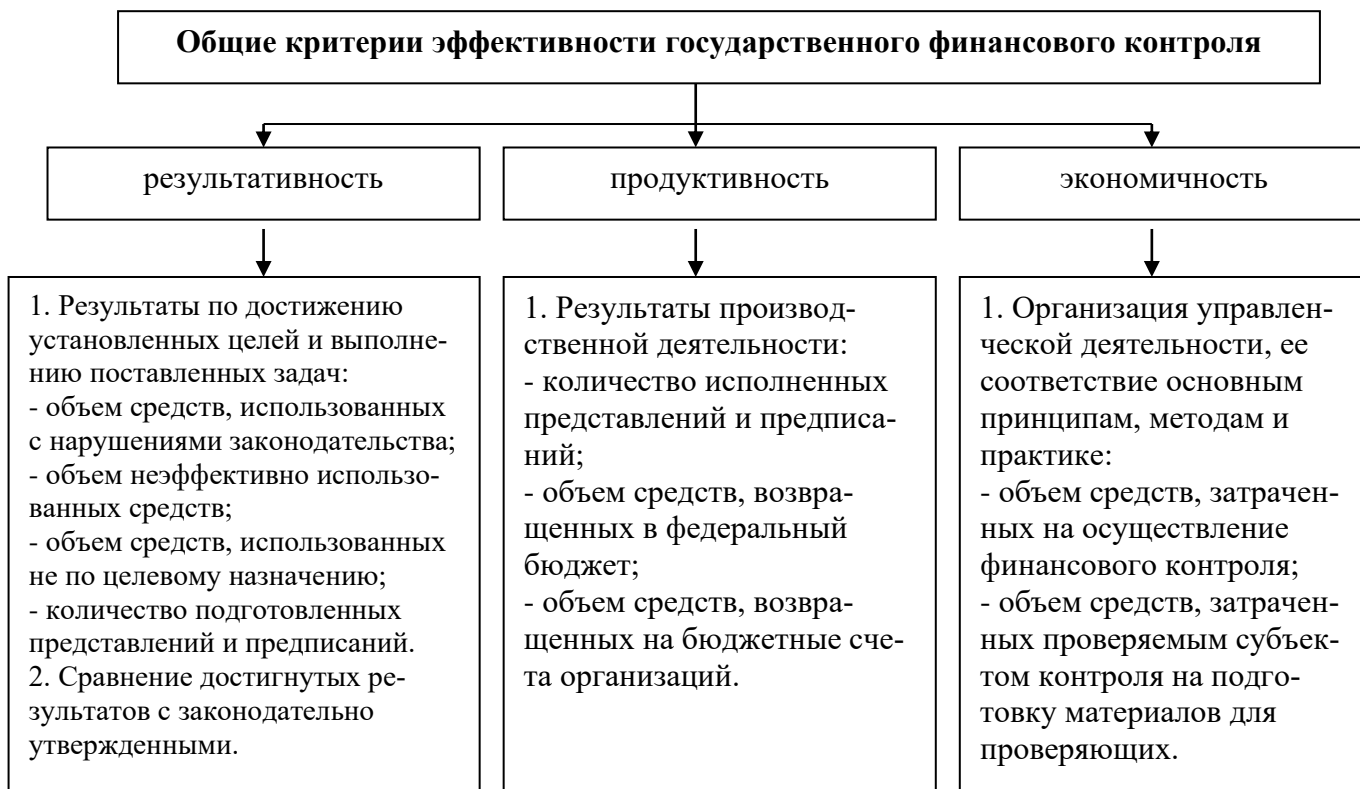 Общие критерии эффективности государственного финансового контроля
результативность
продуктивность
экономичность
1. Результаты по достижению
установленных целей и выполне-
нию поставленных задач:
- объем средств, использованных
с нарушениями законодательства;
- объем неэффективно использо-
ванных средств;
- объем средств, использованных
не по целевому назначению;
- количество подготовленных
представлений и предписаний.
2. Сравнение достигнутых ре-
зультатов с законодательно
утвержденными.
1. Результаты производ-
ственной деятельности:
- количество исполненных
представлений и предписа-
ний;
- объем средств, возвра-
щенных в федеральный
бюджет;
- объем средств, возвра-
щенных на бюджетные сче-
та организаций.
1. Организация управлен-
ческой деятельности, ее
соответствие основным
принципам, методам и
практике:
- объем средств, затрачен-
ных на осуществление
финансового контроля;
- объем средств, затрачен-
ных проверяемым субъек-
том контроля на подго-
товку материалов для
проверяющих.